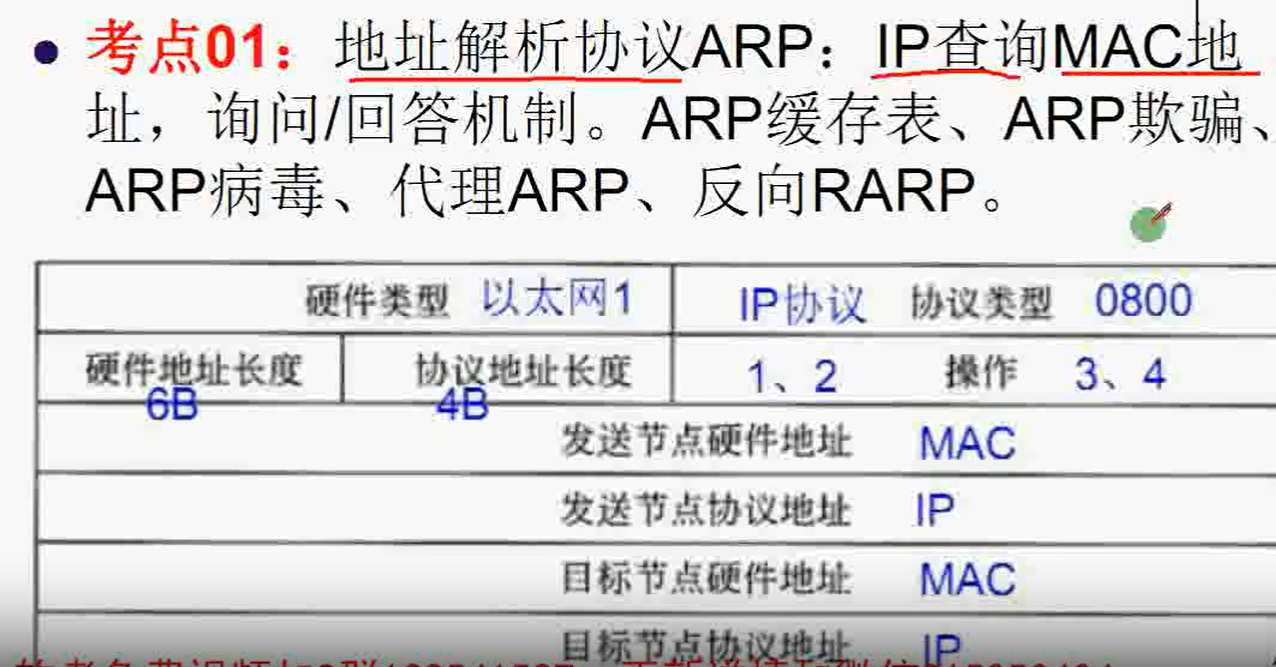 • 考点01：地址解析协议ARP：IP查询MAC地
址，询问/回答机制。ARP缓存表、ARP欺骗、
ARP病毒、代理ARP、反向RARP。
硬件类型 以太网1 IP协议 协议类型 0800
硬件地址长度 协议地址长度 1、2 操作 3、4
6B 4B
发送节点硬件地址 MAC
发送节点协议地址 IP
目标节点硬件地址 MAC
目标节点协议地址 IP